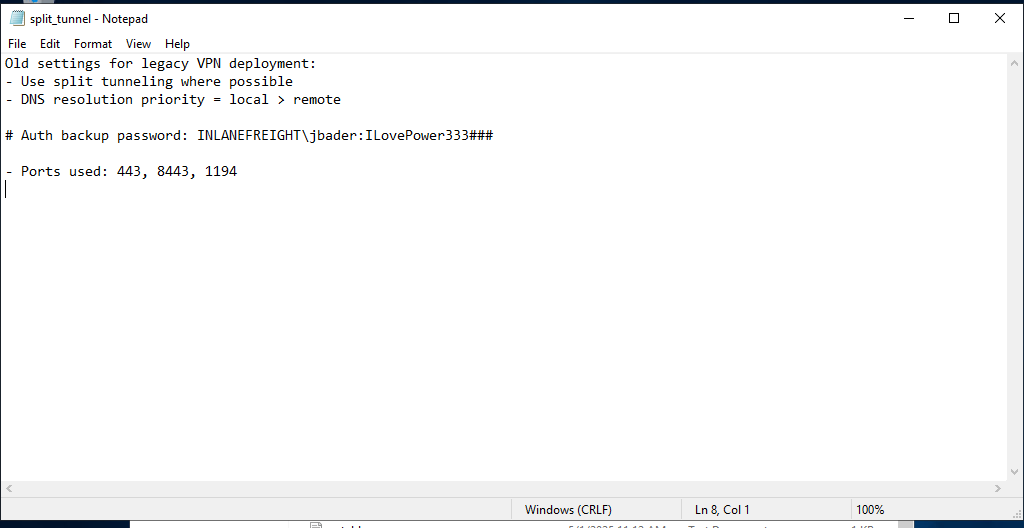 split_tunnel - Notepad
File Edit Format View Help
Old settings for legacy VPN deployment:
- Use split tunneling where possible
- DNS resolution priority = local > remote
# Auth backup password: INLANEFREIGHT\jbader:ILovePower333###
- Ports used: 443, 8443, 1194
Windows (CRLF) Ln 8, Col 1 100%